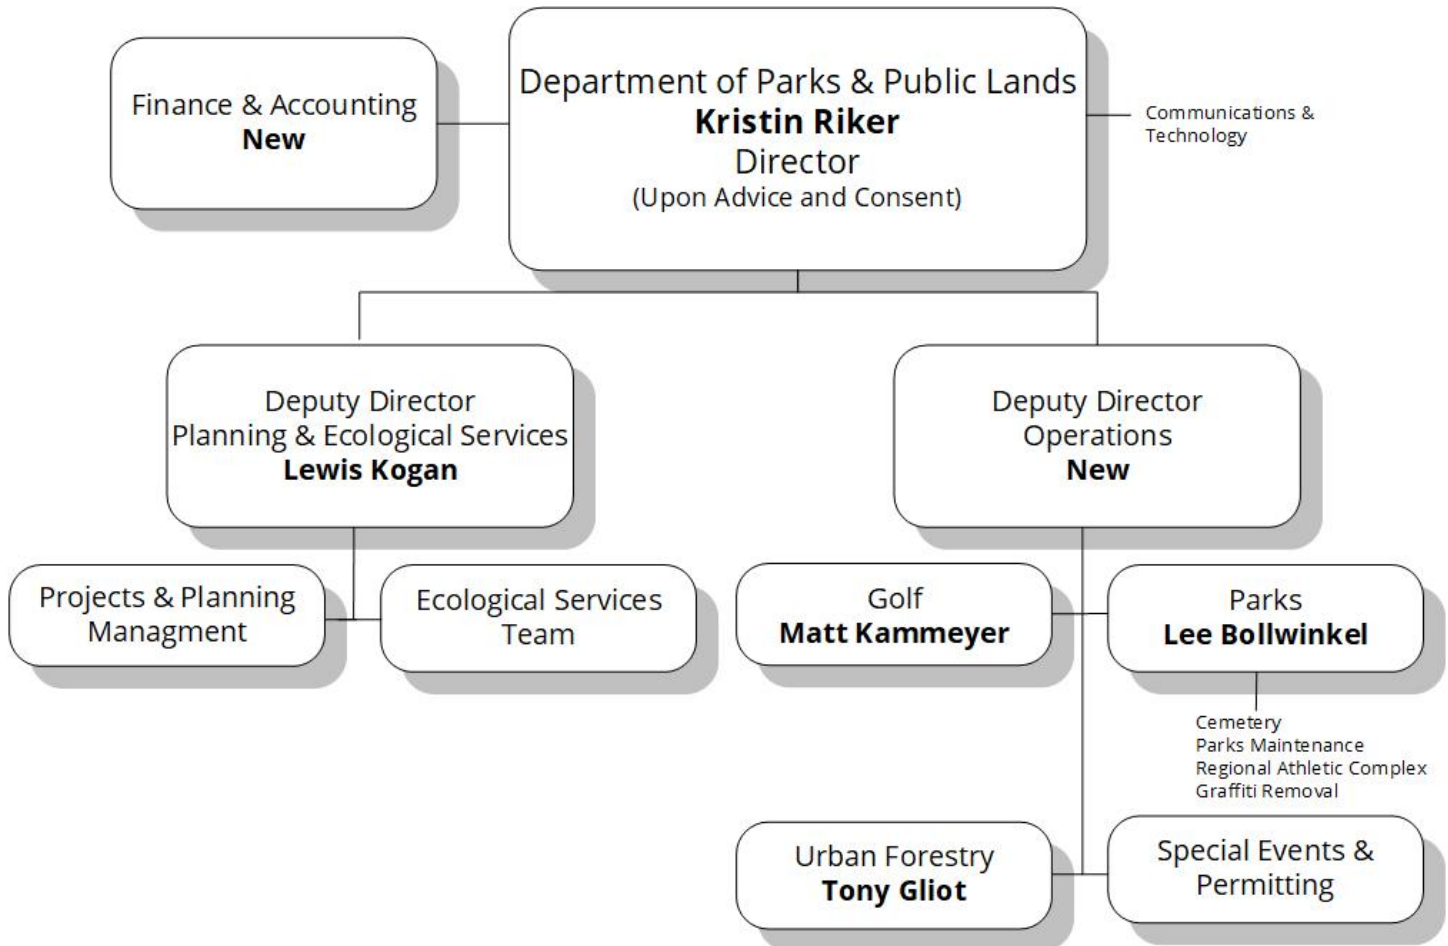 Finance & Accounting
New
Department of Parks & Public Lands
Kristin Riker
Director
(Upon Advice and Consent)
Communications &
Technology
Deputy Director
Planning & Ecological Services
Lewis Kogan
Deputy Director
Operations
New
Projects & Planning
Managment
Ecological Services
Team
Golf
Matt Kammeyer
Parks
Lee Bollwinkel
Cemetery
Parks Maintenance
Regional Athletic Complex
Graffiti Removal
Urban Forestry
Tony Gliot
Special Events &
Permitting